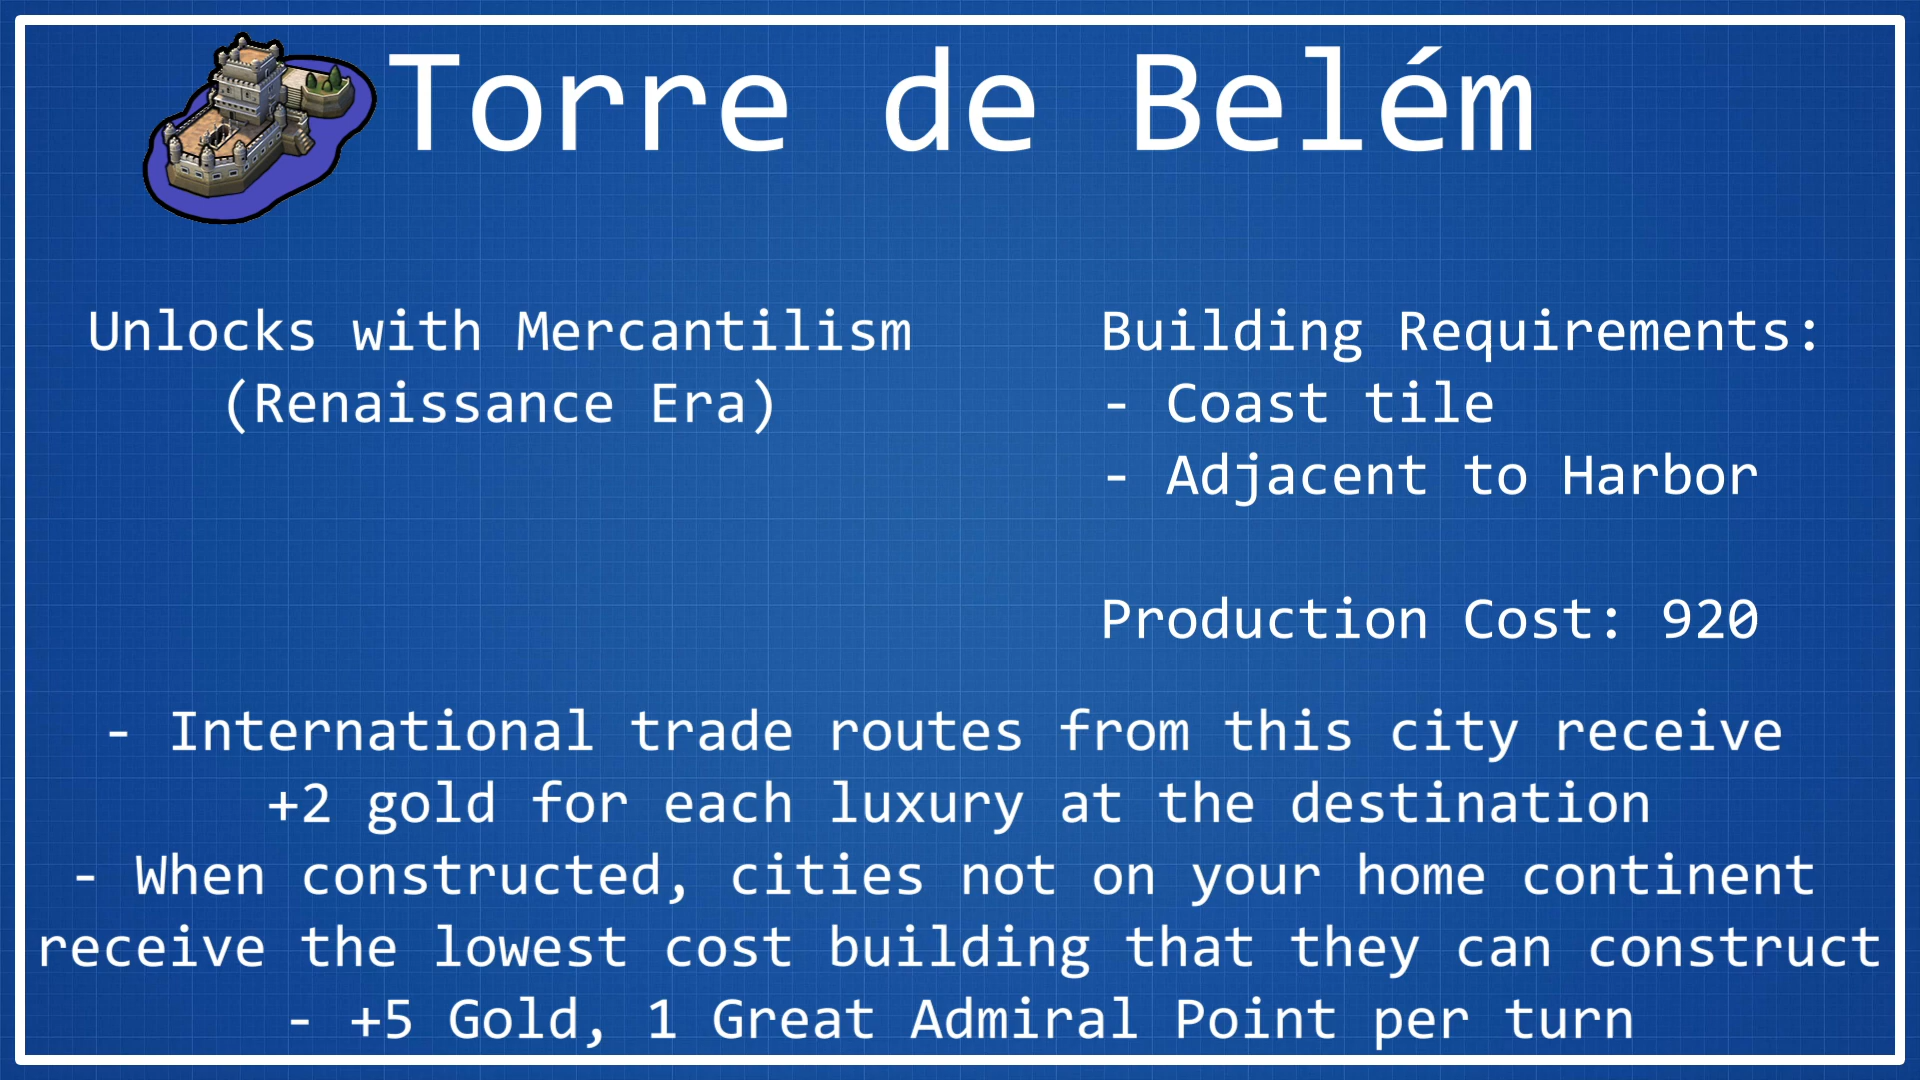 Torre de Belém
Unlocks with Mercantilism
(Renaissance Era)
Building Requirements:
- Coast tile
- Adjacent to Harbor
Production Cost: 920
- International trade routes from this city receive
+2 gold for each luxury at the destination
- When constructed, cities not on your home continent
receive the lowest cost building that they can construct
- +5 Gold, 1 Great Admiral Point per turn